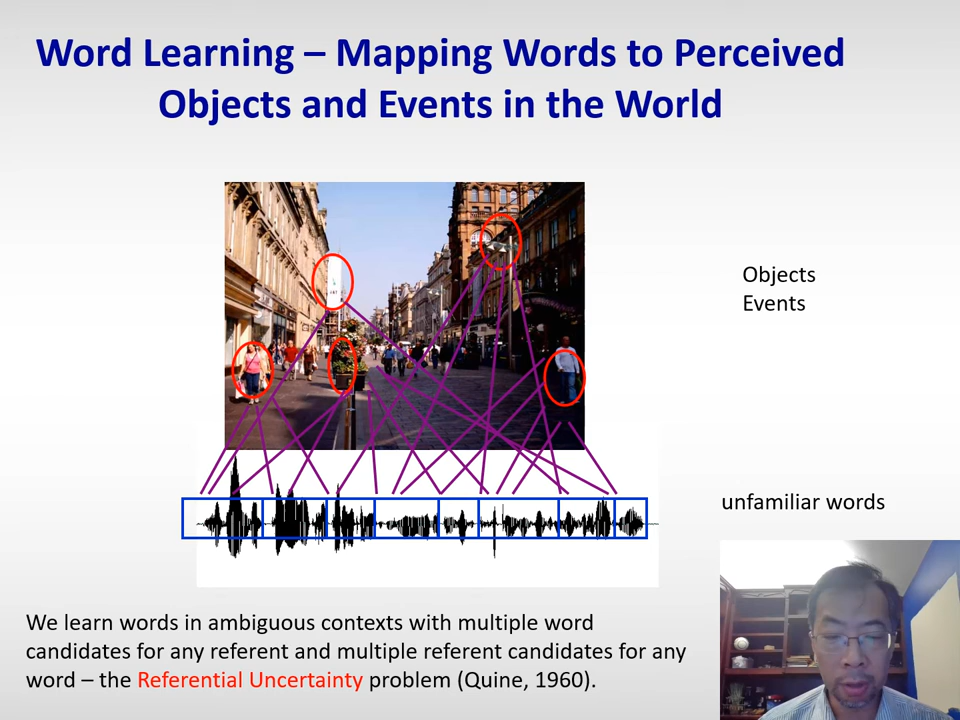 Word Learning – Mapping Words to Perceived
Objects and Events in the World
Objects
Events
unfamiliar words
We learn words in ambiguous contexts with multiple word
candidates for any referent and multiple referent candidates for any
word – the Referential Uncertainty problem (Quine, 1960).